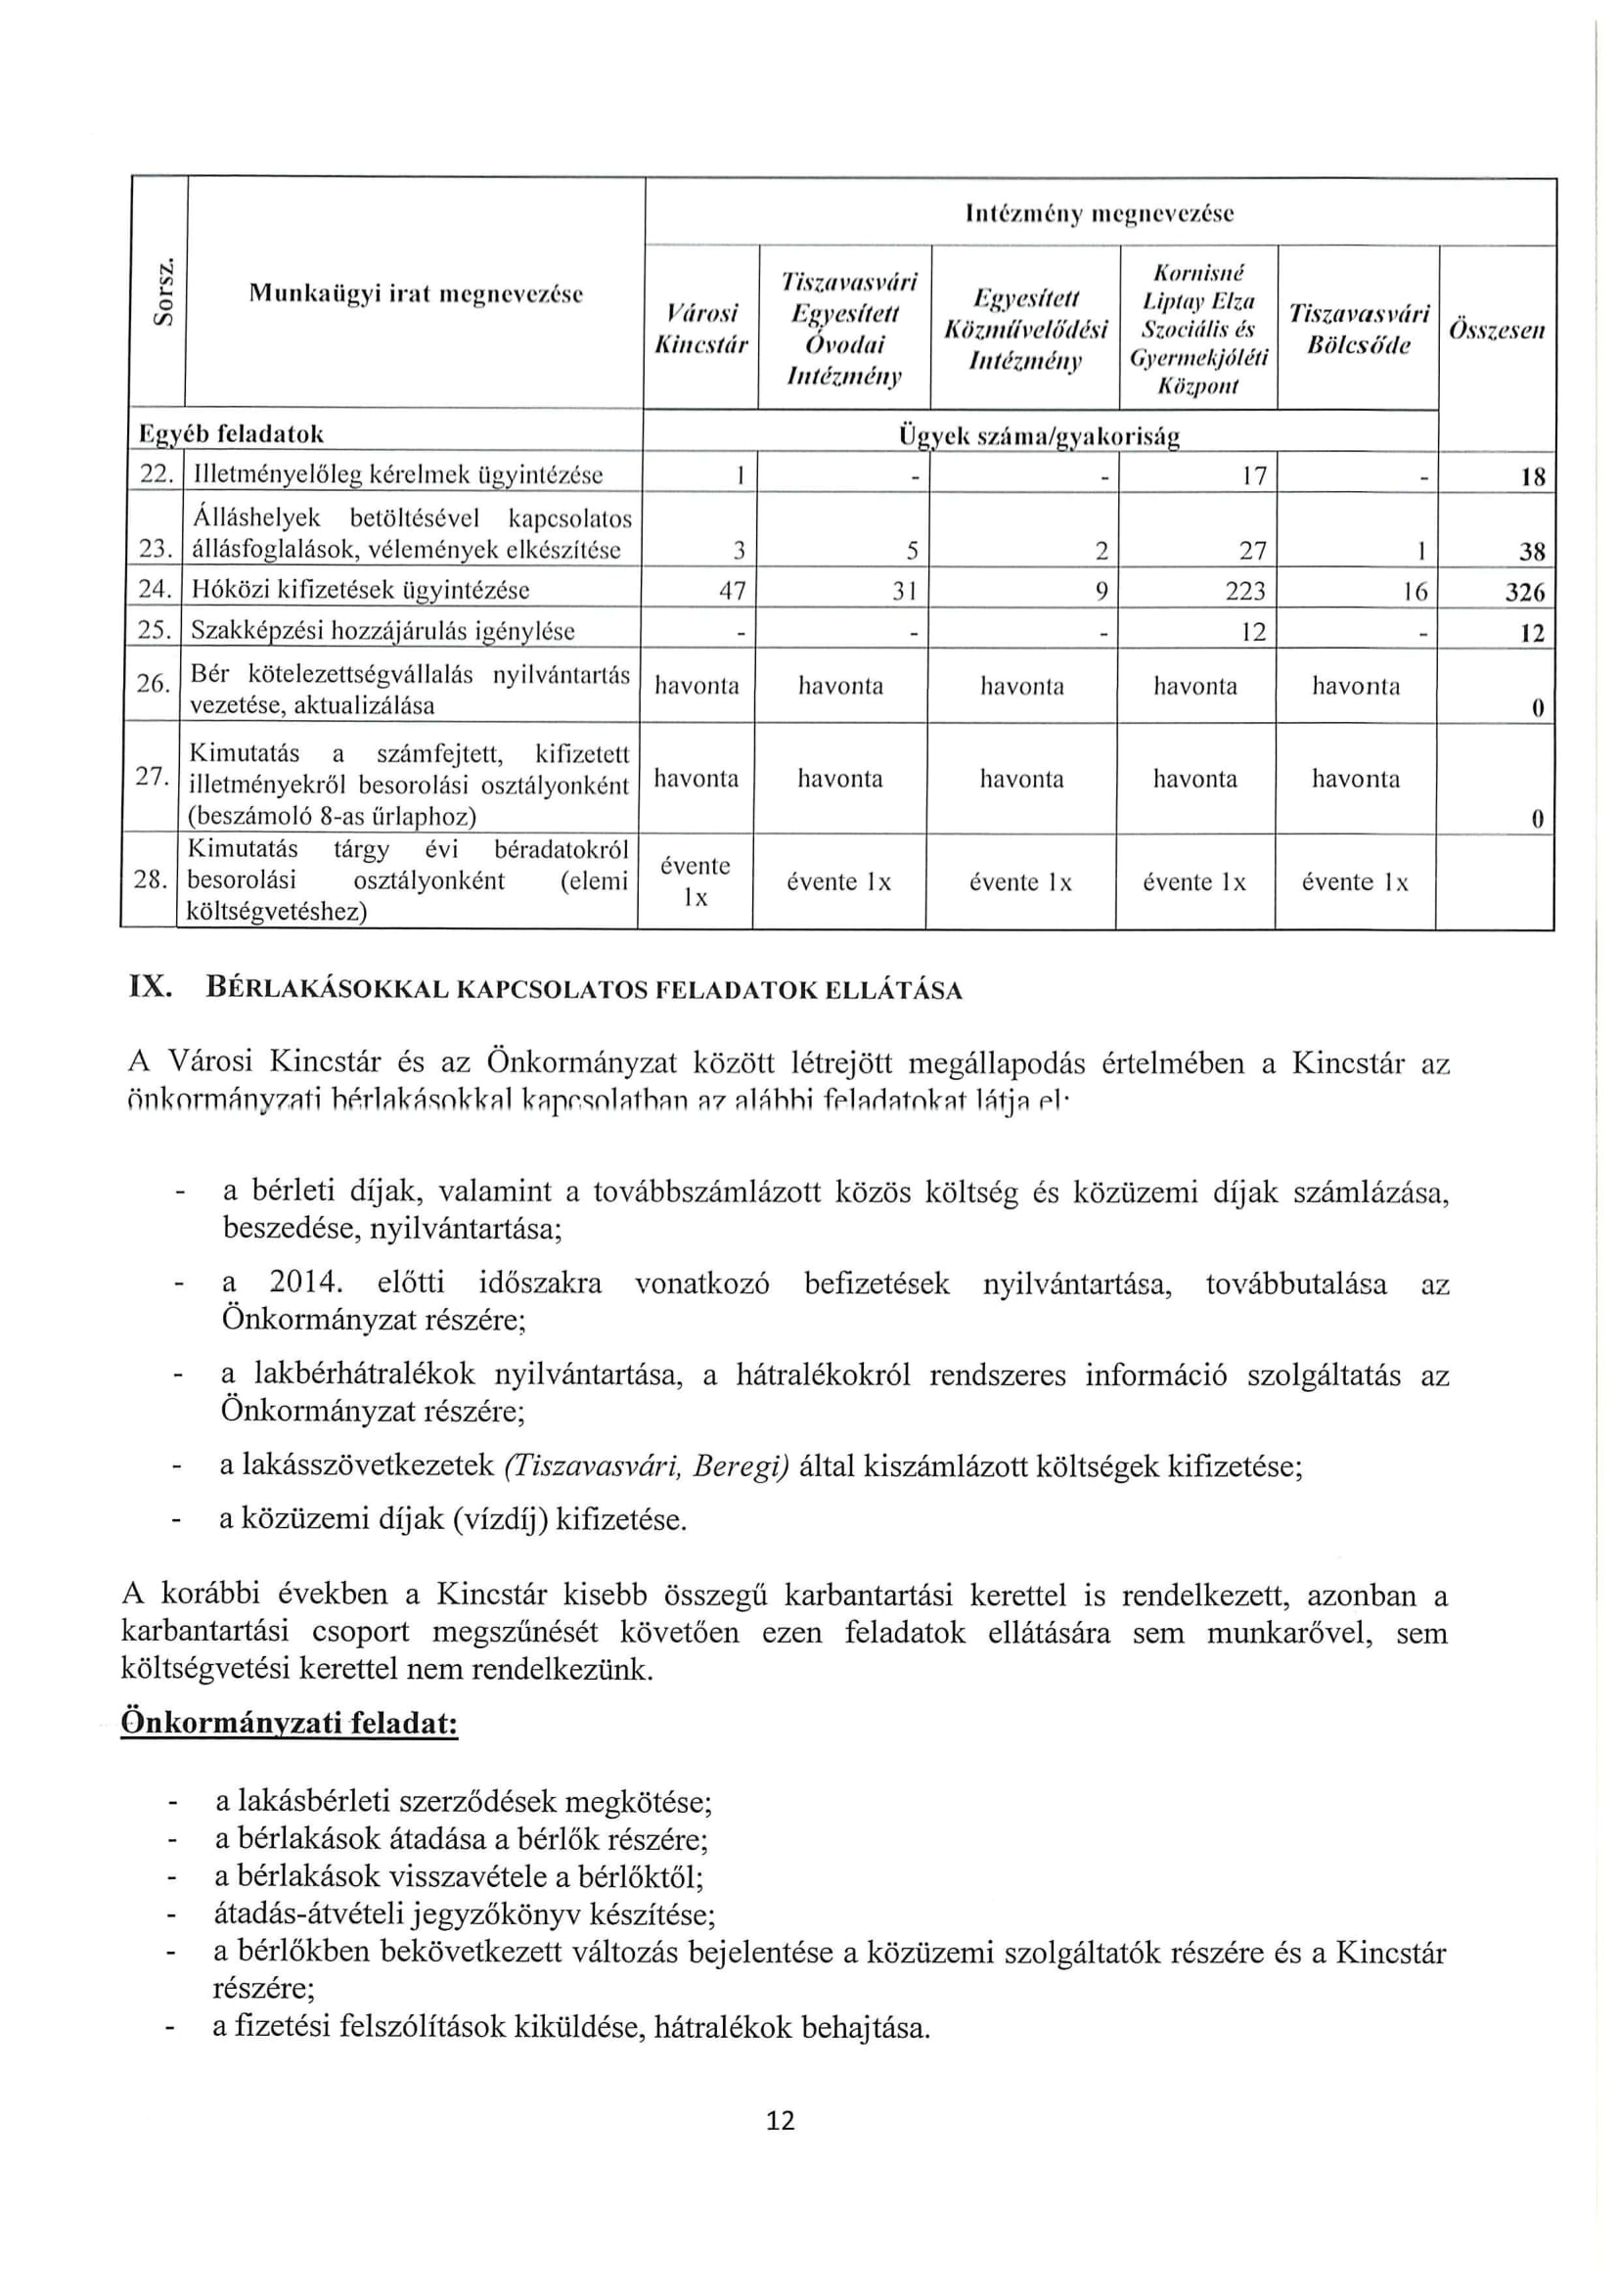 Sorsz.
Munkaügyi irat megnevezése
Intézmény megnevezése
Városi
Kincstár
Tiszavasvári
Egyesített
Óvodai
Intézmény
Egyesített
Közművelődési
Intézmény
Kornisné
Liptay Elza
Szociális és
Gyermekjóléti
Központ
Tiszavasvári
Bölcsőde
Összesen
Egyéb feladatok
Ügyek száma/gyakoriság
22. Illetményelőleg kérelmek ügyintézése 1 - - 17 - 18
Álláshelyek betöltésével kapcsolatos
23. állásfoglalások, vélemények elkészítése 3 5 2 27 1 38
24. Hóközi kifizetések ügyintézése 47 31 9 223 16 326
25. Szakképzési hozzájárulás igénylése - - - 12 - 12
26. Bér kötelezettségvállalás nyilvántartás
vezetése, aktualizálása
havonta havonta havonta havonta havonta 0
Kimutatás a számfejtett, kifizetett
27. illetményekről besorolási osztályonként
(beszámoló 8-as űrlaphoz)
havonta havonta havonta havonta havonta 0
Kimutatás tárgy évi béradatokról
28. besorolási osztályonként (elemi
költségvetéshez)
évente
1x
évente 1x évente 1x évente 1x évente 1x
IX. BÉRLAKÁSOKKAL KAPCSOLATOS FELADATOK ELLÁTÁSA
A Városi Kincstár és az Önkormányzat között létrejött megállapodás értelmében a Kincstár az
önkormányzati bérlakásokkal kapcsolatban az alábbi feladatokat látja el:
- a bérleti díjak, valamint a továbbszámlázott közös költség és közüzemi díjak számlázása,
beszedése, nyilvántartása;
- a 2014. előtti időszakra vonatkozó befizetések nyilvántartása, továbbutalása az
Önkormányzat részére;
- a lakbérhátralékok nyilvántartása, a hátralékokról rendszeres információ szolgáltatás az
Önkormányzat részére;
- a lakásszövetkezetek (Tiszavasvári, Beregi) által kiszámlázott költségek kifizetése;
- a közüzemi díjak (vízdíj) kifizetése.
A korábbi években a Kincstár kisebb összegű karbantartási kerettel is rendelkezett, azonban a
karbantartási csoport megszűnését követően ezen feladatok ellátására sem munkarővel, sem
költségvetési kerettel nem rendelkezünk.
Önkormányzati feladat:
- a lakásbérleti szerződések megkötése;
- a bérlakások átadása a bérlők részére;
- a bérlakások visszavétele a bérlőktől;
- átadás-átvételi jegyzőkönyv készítése;
- a bérlőkben bekövetkezett változás bejelentése a közüzemi szolgáltatók részére és a Kincstár
részére;
- a fizetési felszólítások kiküldése, hátralékok behajtása.
12